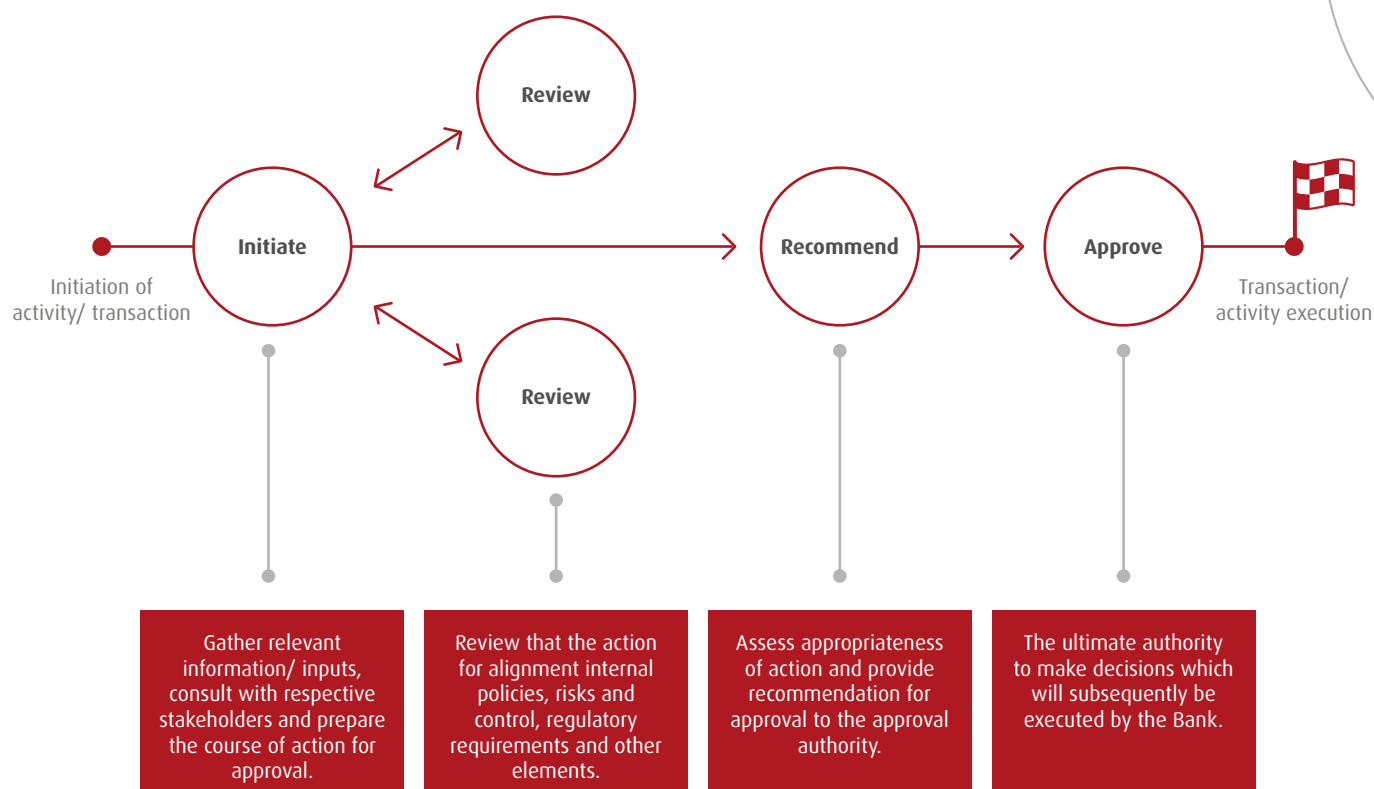 Review
Initiate
Recommend
Approve
Initiation of
activity/ transaction
Transaction/
activity execution
Review
Gather relevant
information/ inputs,
consult with respective
stakeholders and prepare
the course of action for
approval.
Review that the action
for alignment internal
policies, risks and
control, regulatory
requirements and other
elements.
Assess appropriateness
of action and provide
recommendation for
approval to the approval
authority.
The ultimate authority
to make decisions which
will subsequently be
executed by the Bank.